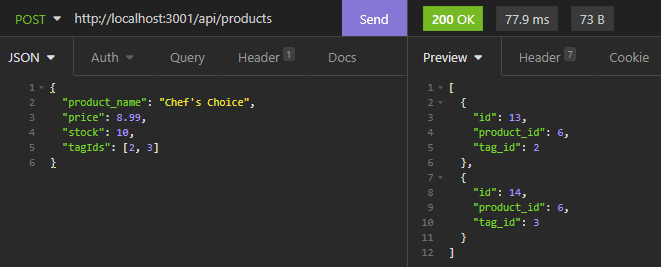 POST http://localhost:3001/api/products Send 200 OK 77.9 ms 73 B
JSON Auth Query Header 1 Docs Preview Header 7 Cookie
1 {
2 "product_name": "Chef's Choice",
3 "price": 8.99,
4 "stock": 10,
5 "tagIds": [2, 3]
6 }
1 [
2 {
3 "id": 13,
4 "product_id": 6,
5 "tag_id": 2
6 },
7 {
8 "id": 14,
9 "product_id": 6,
10 "tag_id": 3
11 }
12 ]